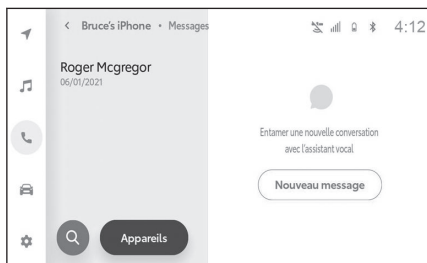 < Bruce's iPhone • Messages
4:12
Roger Mcgregor
06/01/2021
Entamer une nouvelle conversation
avec l'assistant vocal
Nouveau message
Appareils